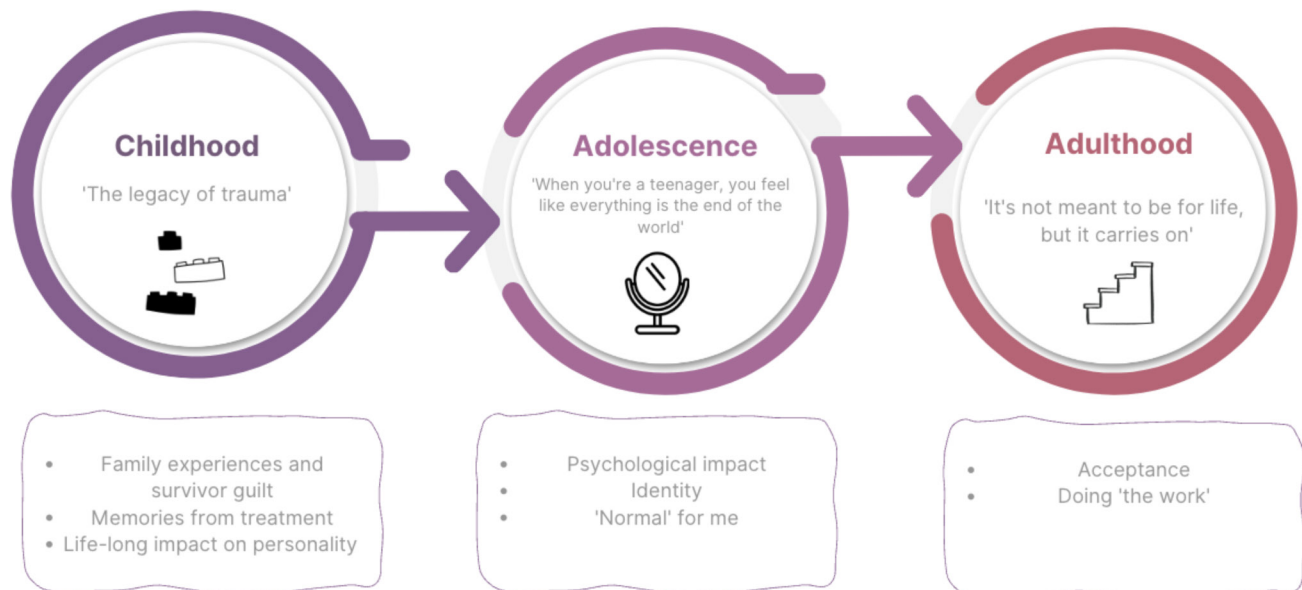 Childhood
'The legacy of trauma'
• Family experiences and
survivor guilt
• Memories from treatment
• Life-long impact on personality
Adolescence
'When you're a teenager, you feel
like everything is the end of the
world'
• Psychological impact
• Identity
• 'Normal' for me
Adulthood
'It's not meant to be for life,
but it carries on'
• Acceptance
• Doing 'the work'